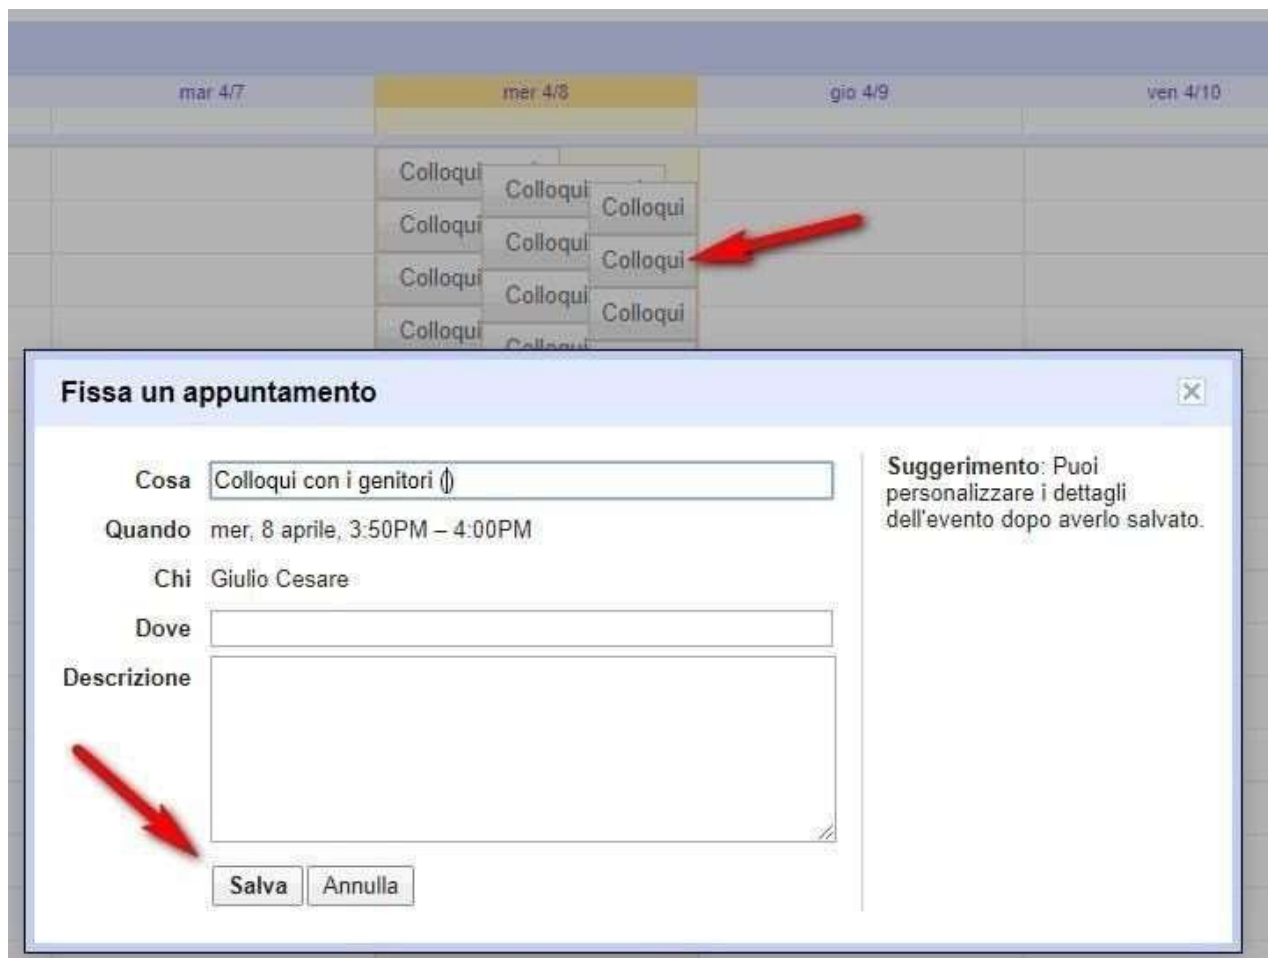 mar 4/7 mer 4/8 gio 4/9 ven 4/10
Colloqui
Colloqui
Colloqui
Colloqui
Colloqui
Colloqui
Colloqui
Colloqui
Colloqui
Colloqui
Colloqui
Fissa un appuntamento
Cosa Colloqui con i genitori ()
Quando mer, 8 aprile, 3:50PM – 4:00PM
Chi Giulio Cesare
Dove
Descrizione
Suggerimento: Puoi
personalizzare i dettagli
dell'evento dopo averlo salvato.
Salva Annulla